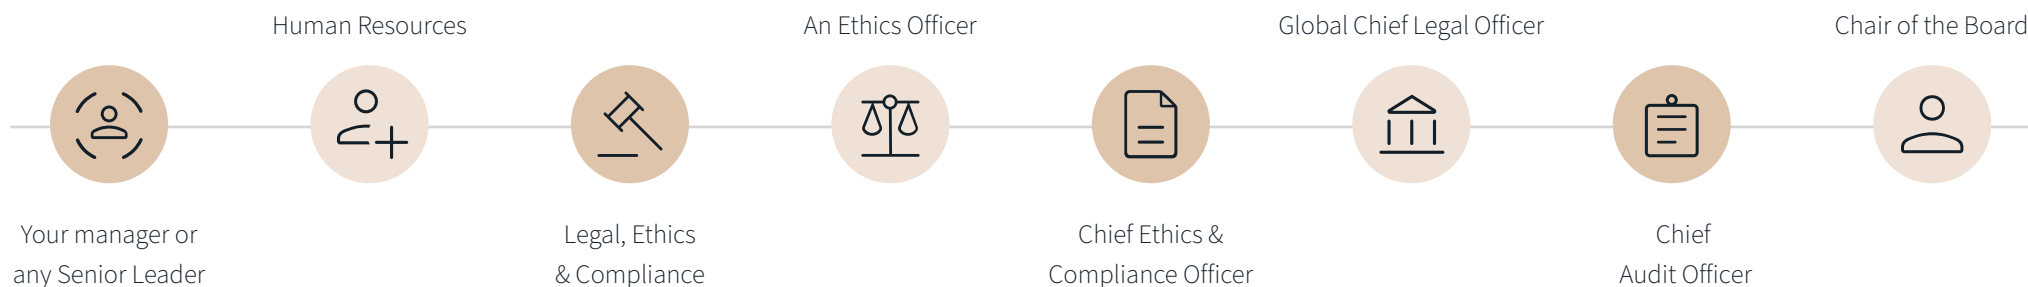 Human Resources
An Ethics Officer
Global Chief Legal Officer
Chair of the Board
Your manager or
any Senior Leader
Legal, Ethics
& Compliance
Chief Ethics &
Compliance Officer
Chief
Audit Officer